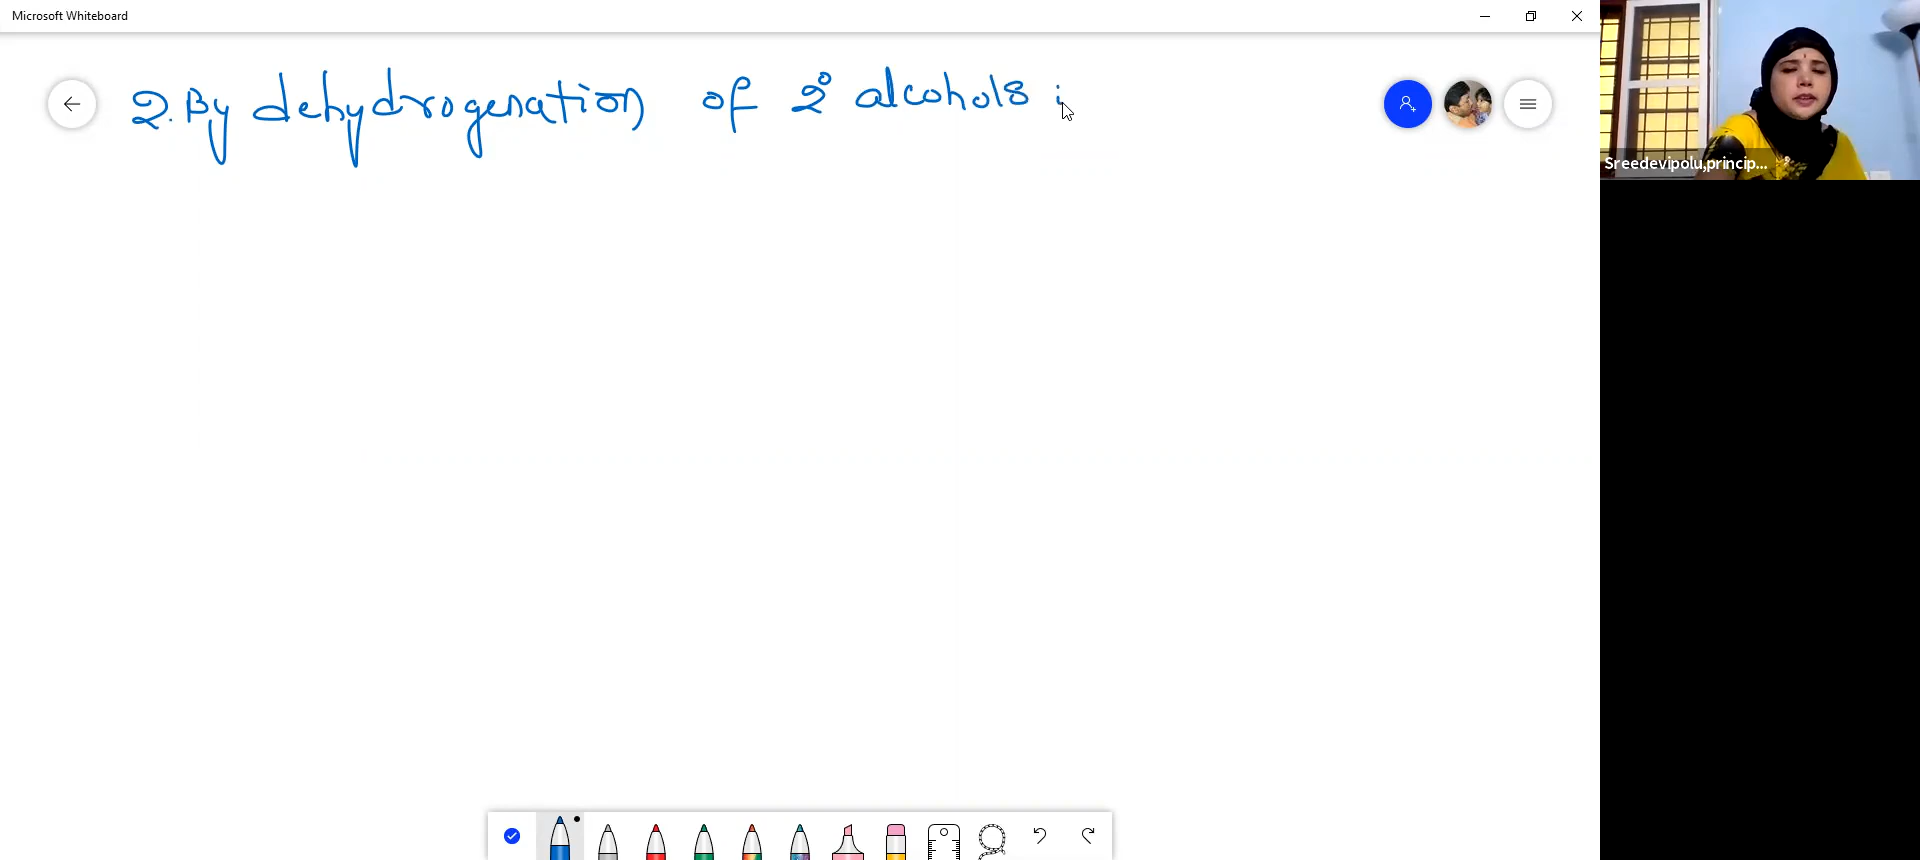 Microsoft Whiteboard
2. By dehydrogenation of 2° alcohols :
Sreedevipolu,princip...